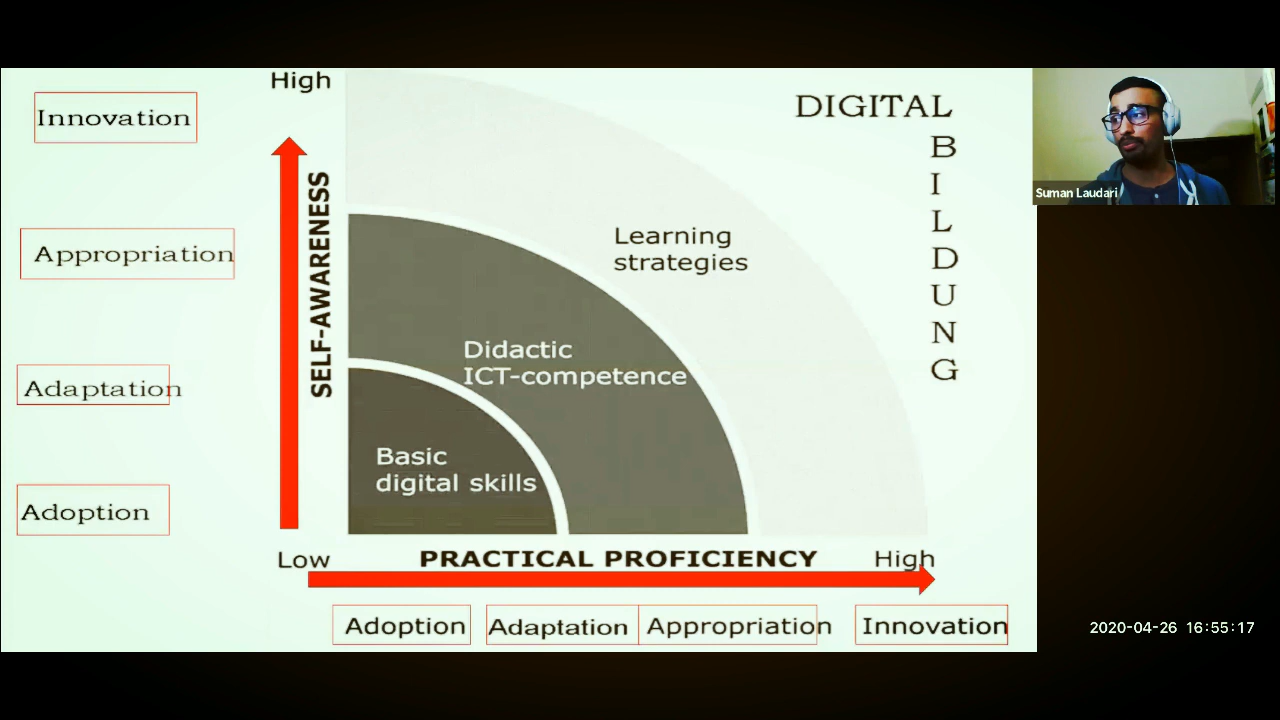 High
Innovation
DIGITAL
B
I
L
D
U
N
G
Suman Laudari
SELF-AWARENESS
Appropriation
Learning
strategies
Adaptation
Didactic
ICT-competence
Basic
digital skills
Adoption
Low
PRACTICAL PROFICIENCY
High
Adoption
Adaptation
Appropriation
Innovation
2020-04-26 16:55:17